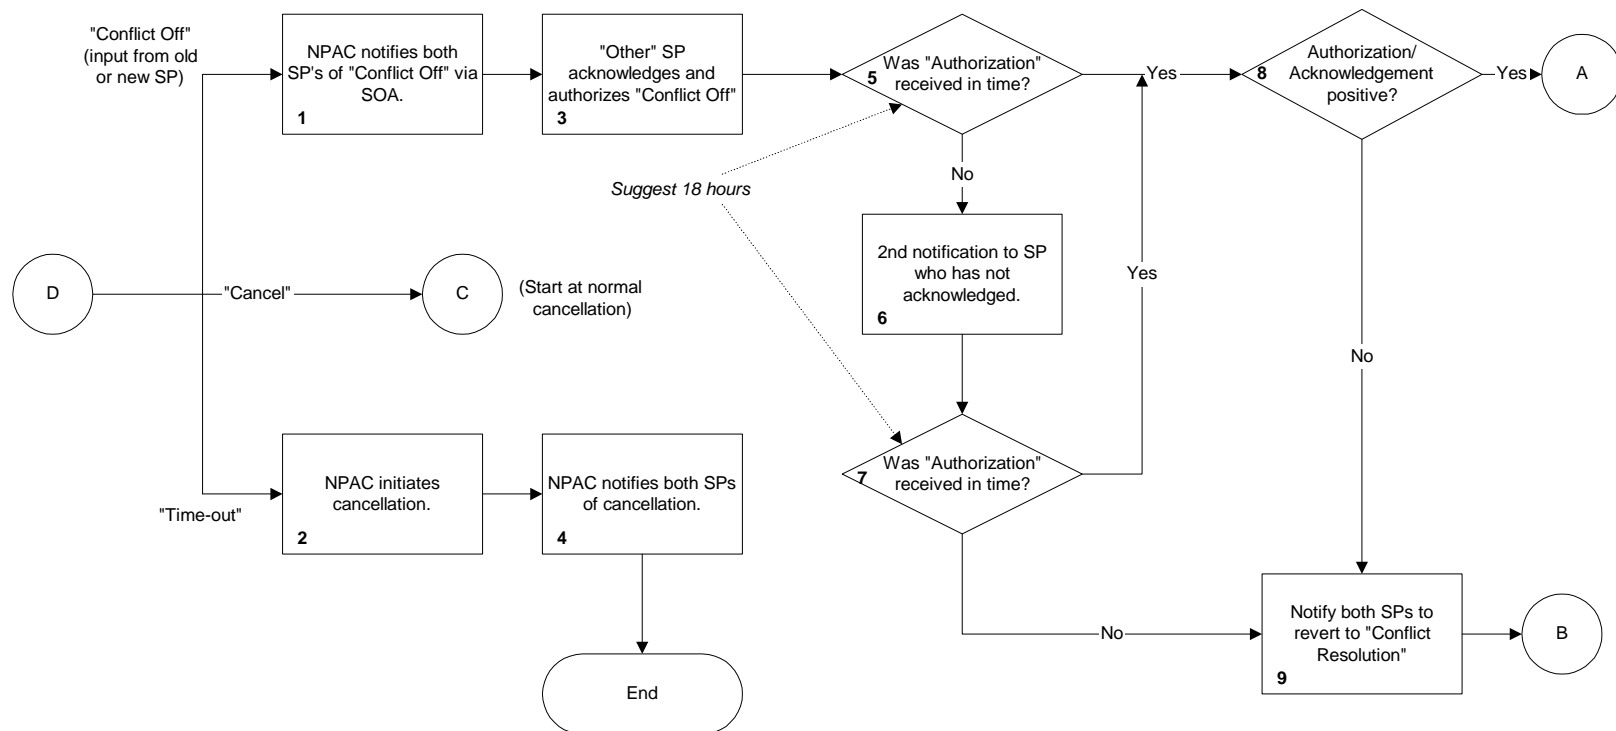 "Conflict Off"
(input from old
or new SP)
NPAC notifies both
SP's of "Conflict Off" via
SOA.
1
"Other" SP
acknowledges and
authorizes "Conflict Off"
3
5
Was "Authorization"
received in time?
Yes
8
Authorization/
Acknowledgement
positive?
Yes
A
Suggest 18 hours
No
2nd notification to SP
who has not
acknowledged.
6
Yes
D
"Cancel"
C
(Start at normal
cancellation)
No
"Time-out"
NPAC initiates
cancellation.
2
NPAC notifies both SPs
of cancellation.
4
7
Was "Authorization"
received in time?
No
Notify both SPs to
revert to "Conflict
Resolution"
9
B
End